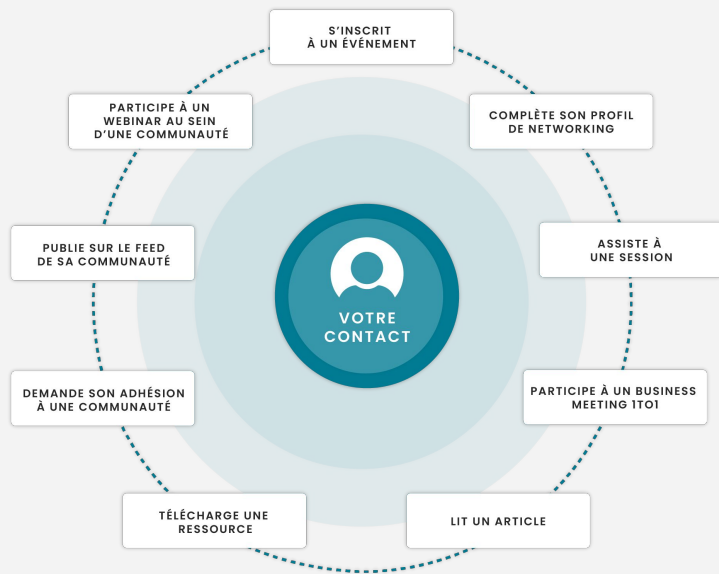 S'INSCRIT
À UN ÉVÉNEMENT
COMPLÈTE SON PROFIL
DE NETWORKING
ASSISTE À
UNE SESSION
PARTICIPE À UN BUSINESS
MEETING 1TO1
LIT UN ARTICLE
TÉLÉCHARGE UNE
RESSOURCE
DEMANDE SON ADHÉSION
À UNE COMMUNAUTÉ
PUBLIE SUR LE FEED
DE SA COMMUNAUTÉ
PARTICIPE À UN
WEBINAR AU SEIN
D'UNE COMMUNAUTÉ
VOTRE
CONTACT